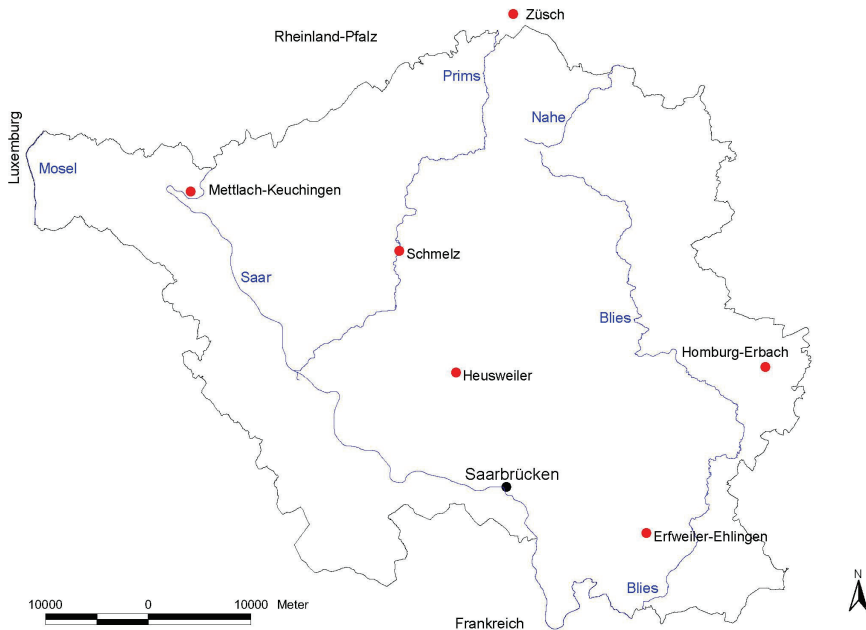 Züsch
Rheinland-Pfalz
Prims
Nahe
Luxemburg
Mosel
Mettlach-Keuchingen
Schmelz
Saar
Blies
Homburg-Erbach
Heusweiler
Saarbrücken
Erfweiler-Ehlingen
Blies
N
10000 0 10000 Meter
Frankreich